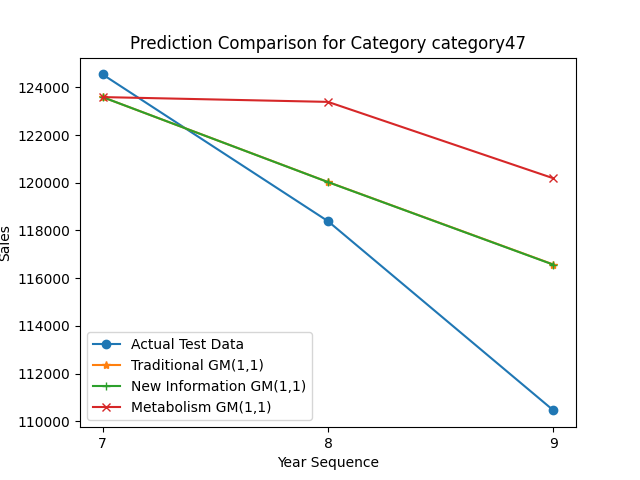 Prediction Comparison for Category category47
124000
122000
120000
118000
116000
114000
112000
110000
Sales
Actual Test Data
Traditional GM(1,1)
New Information GM(1,1)
Metabolism GM(1,1)
7
8
9
Year Sequence